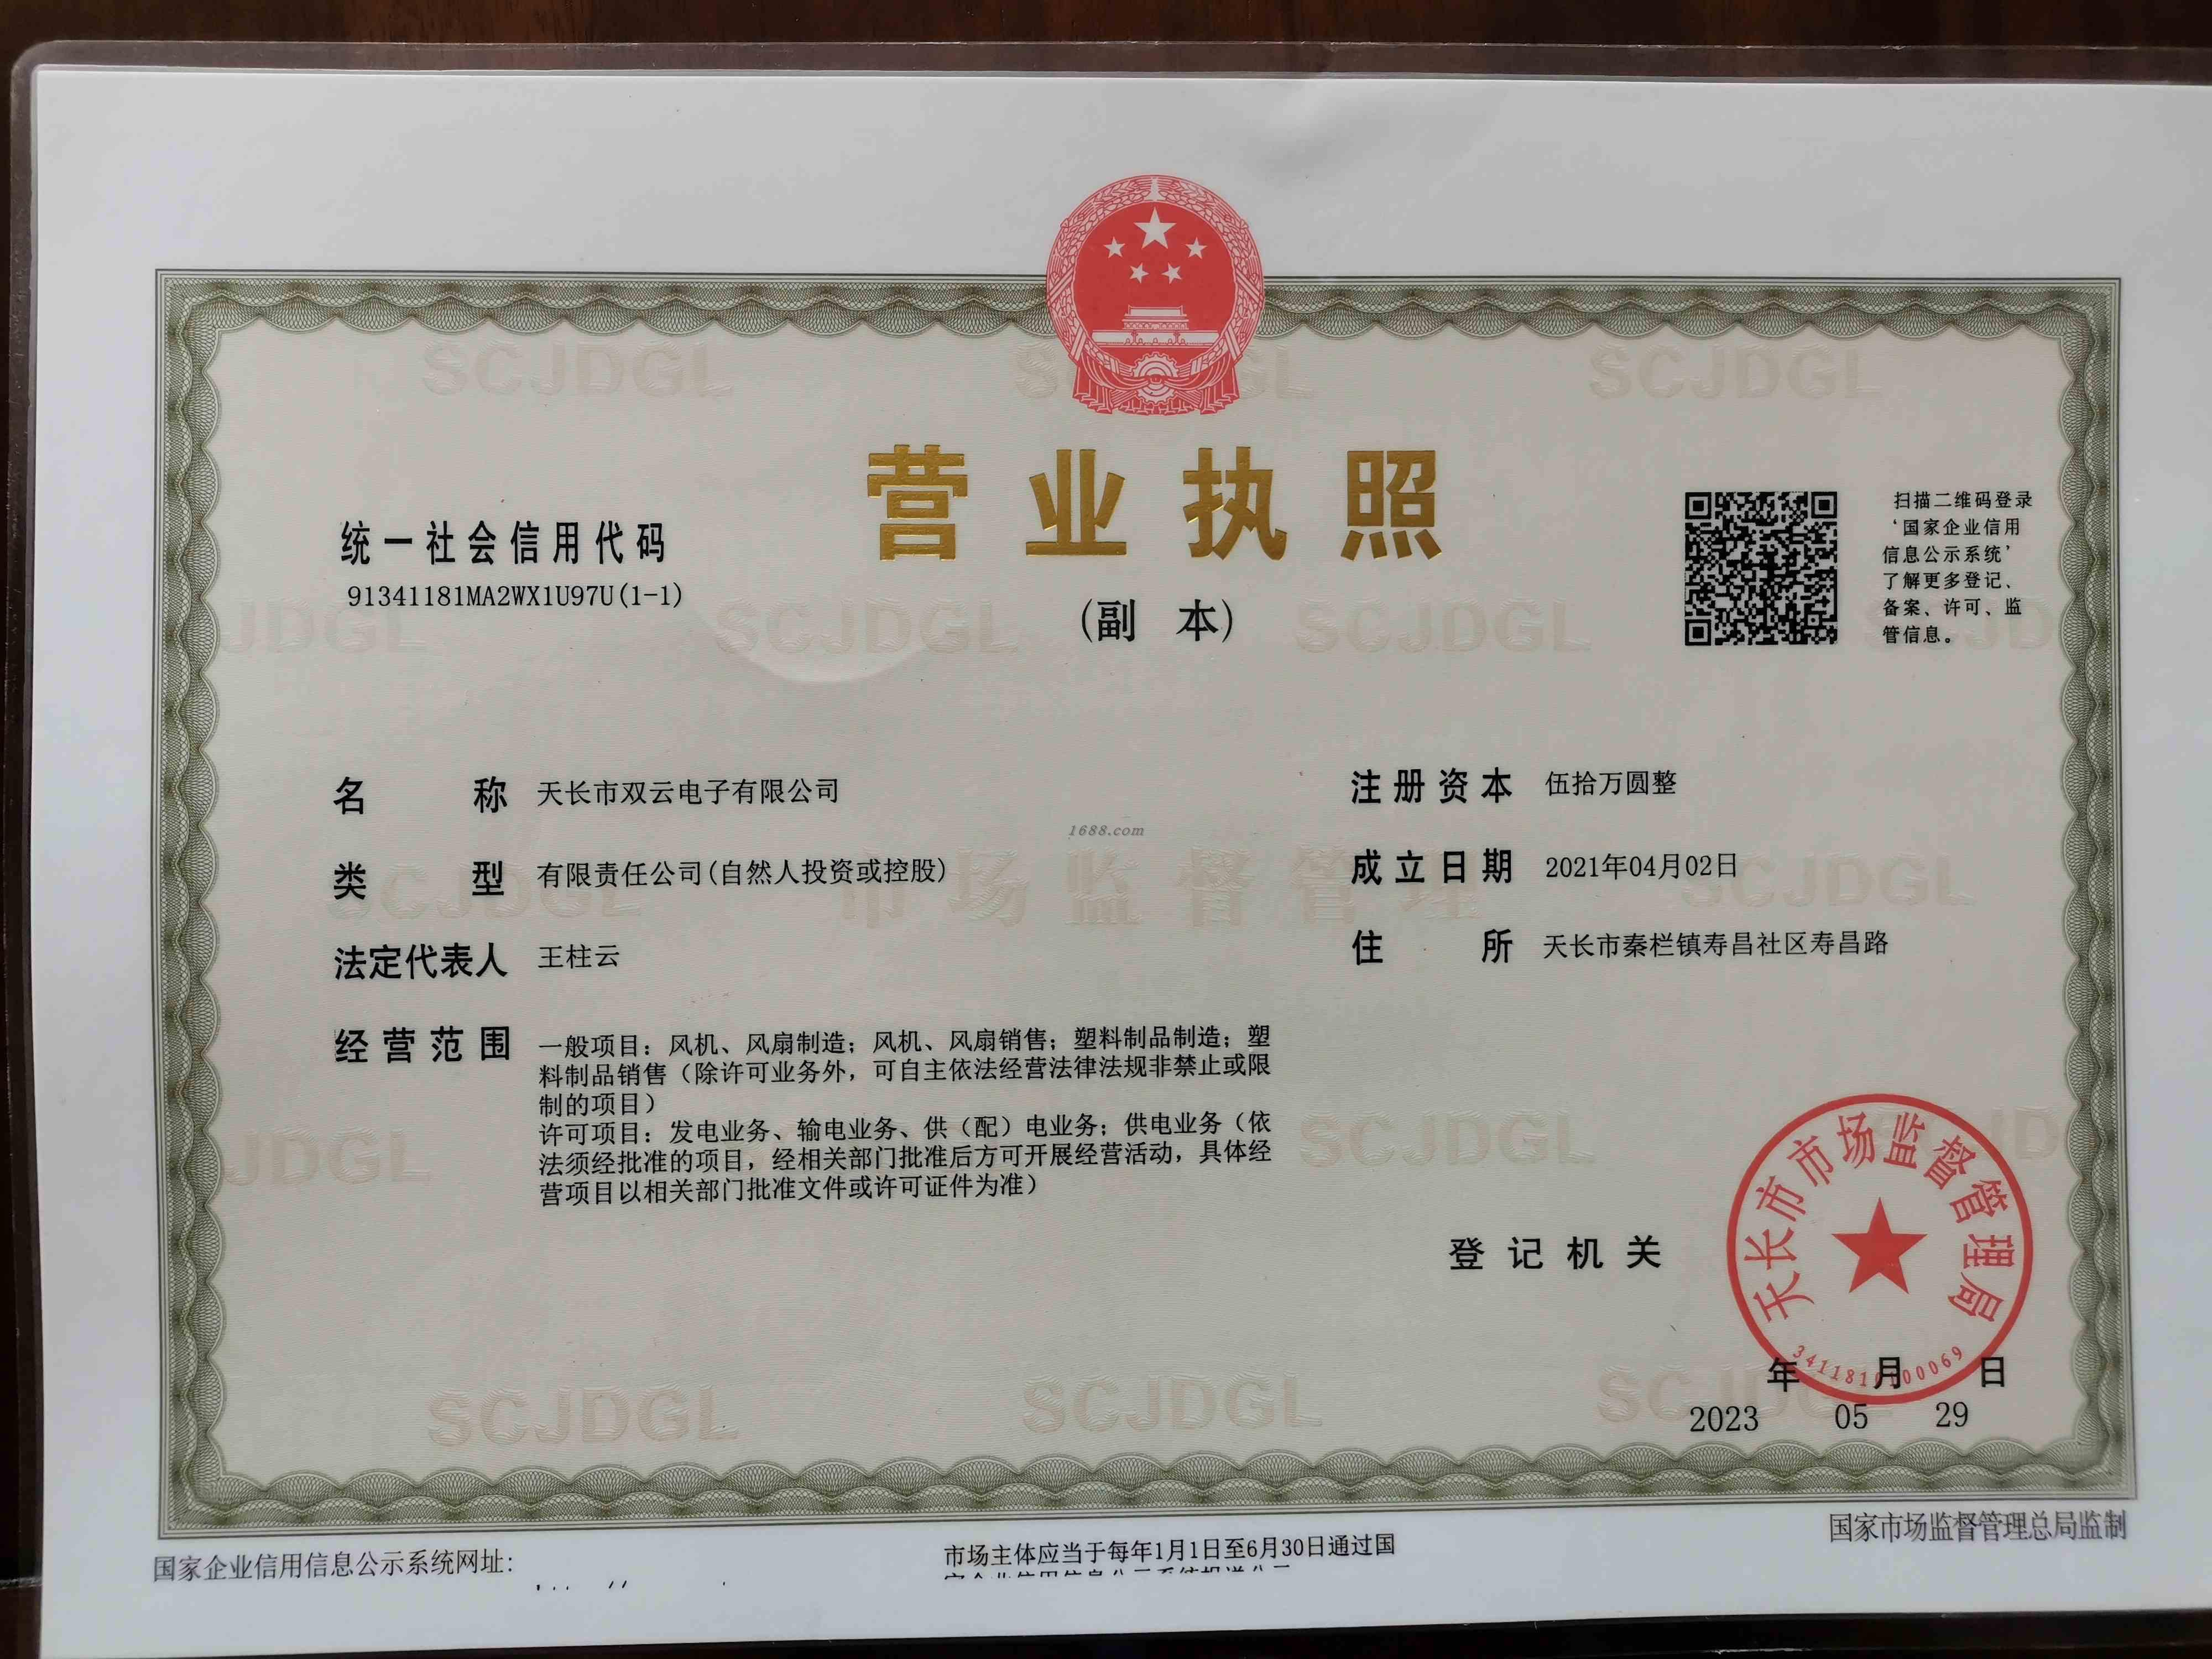 营业执照
(副 本)
统一社会信用代码
91341181MA2WX1U97U(1-1)
扫描二维码登录
‘国家企业信用
信息公示系统’
了解更多登记、
备案、许可、监
管信息。
名 称 天长市双云电子有限公司
类 型 有限责任公司(自然人投资或控股)
法定代表人 王柱云
经营范围 一般项目：风机、风扇制造；风机、风扇销售；塑料制品制造；塑
料制品销售（除许可业务外，可自主依法经营法律法规非禁止或限
制的项目）
许可项目：发电业务、输电业务、供（配）电业务；供电业务（依
法须经批准的项目，经相关部门批准后方可开展经营活动，具体经
营项目以相关部门批准文件或许可证件为准）
注册资本 伍拾万圆整
成立日期 2021年04月02日
住 所 天长市秦栏镇寿昌社区寿昌路
1688.com
市场监督管理
SCJDGL
登记机关
天长市市场监督管理局
年 月 日
2023 05 29
国家企业信用信息公示系统网址:
市场主体应当于每年1月1日至6月30日通过国
国家市场监督管理总局监制